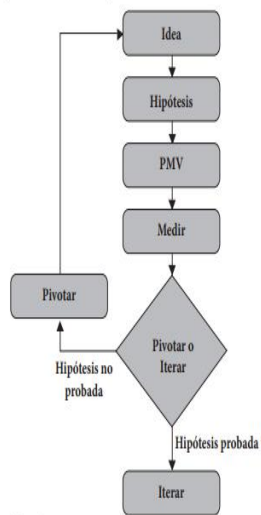 Idea
Hipótesis
PMV
Medir
Pivotar
Pivotar o
Iterar
Hipótesis no
probada
Hipótesis probada
Iterar